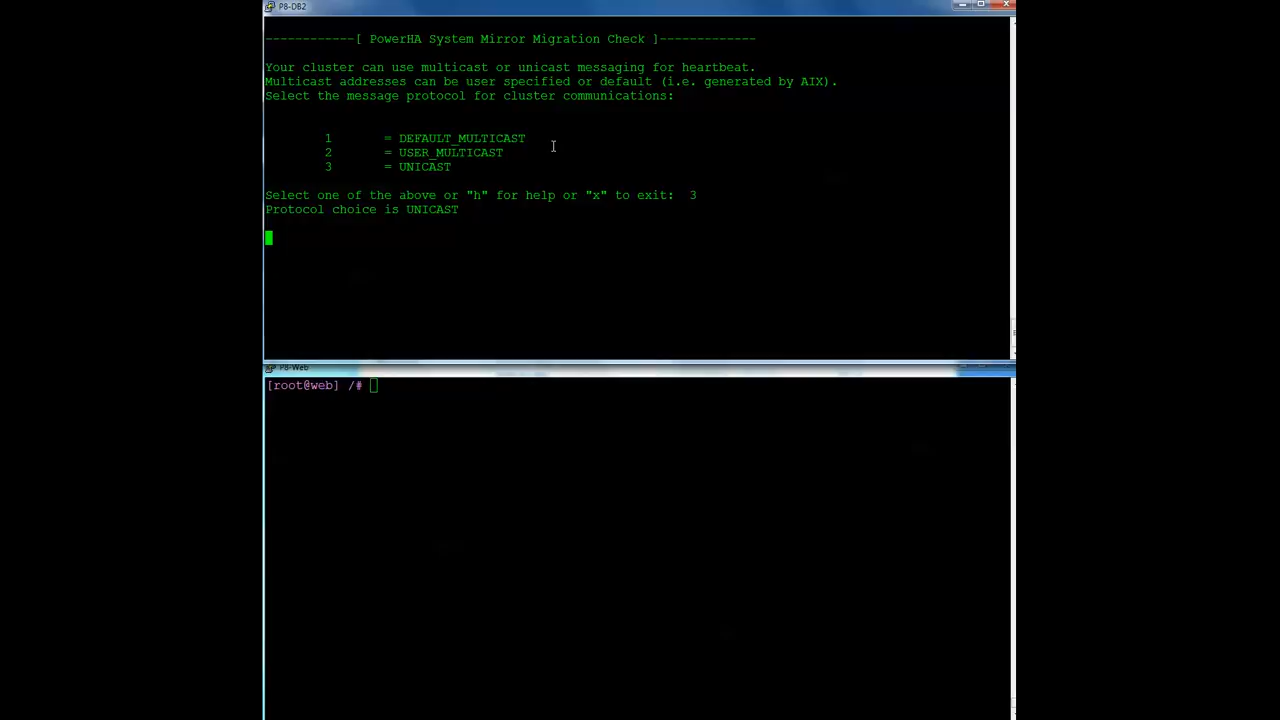 P8-DB2
------------[ PowerHA System Mirror Migration Check ]-------------
Your cluster can use multicast or unicast messaging for heartbeat.
Multicast addresses can be user specified or default (i.e. generated by AIX).
Select the message protocol for cluster communications:
1 = DEFAULT_MULTICAST
2 = USER_MULTICAST
3 = UNICAST
Select one of the above or "h" for help or "x" to exit: 3
Protocol choice is UNICAST
P8-Web
[root@web] /#